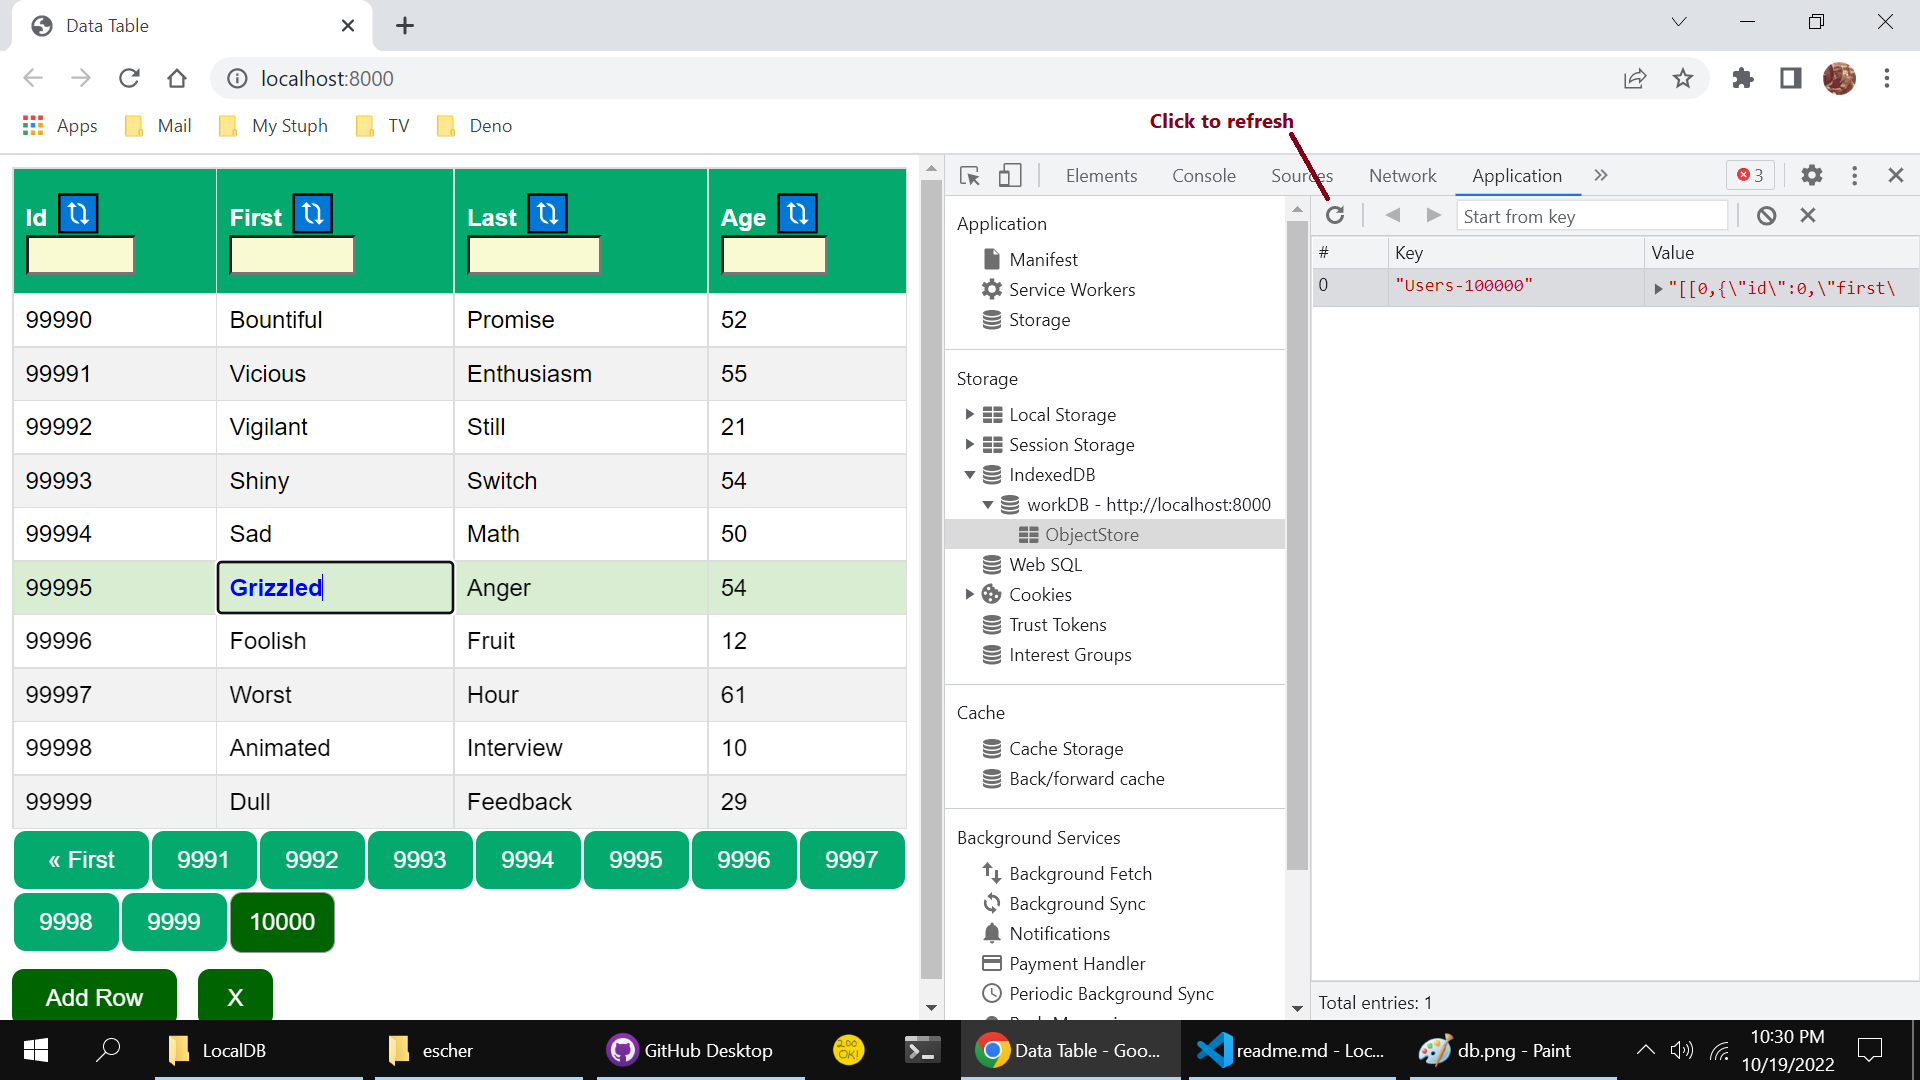 Data Table
localhost:8000
Apps Mail My Stuph TV Deno
Click to refresh
Id First Last Age
99990 Bountiful Promise 52
99991 Vicious Enthusiasm 55
99992 Vigilant Still 21
99993 Shiny Switch 54
99994 Sad Math 50
99995 Grizzled Anger 54
99996 Foolish Fruit 12
99997 Worst Hour 61
99998 Animated Interview 10
99999 Dull Feedback 29
« First 9991 9992 9993 9994 9995 9996 9997
9998 9999 10000
Add Row X
Elements Console Sources Network Application » 3
Application
Manifest
Service Workers
Storage
Storage
Local Storage
Session Storage
IndexedDB
workDB - http://localhost:8000
ObjectStore
Web SQL
Cookies
Trust Tokens
Interest Groups
Cache
Cache Storage
Back/forward cache
Background Services
Background Fetch
Background Sync
Notifications
Payment Handler
Periodic Background Sync
Start from key
# Key Value
0 "Users-100000" "[[0,{\"id\":0,\"first\
Total entries: 1
LocalDB escher GitHub Desktop 200 OK! Data Table - Goo... readme.md - Loc... db.png - Paint
10:30 PM
10/19/2022